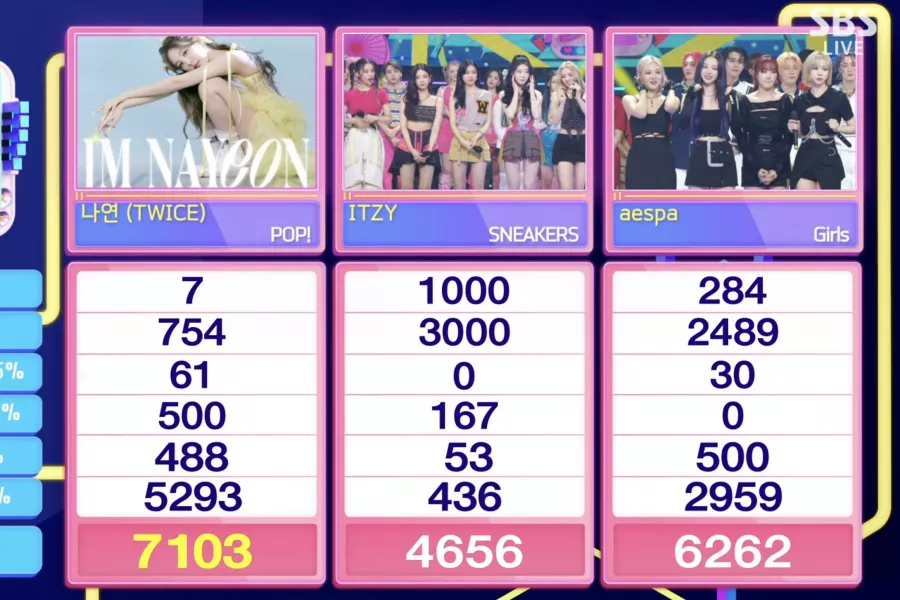 SBS
LIVE
IM NAYEON
나연 (TWICE)
POP!
ITZY
SNEAKERS
aespa
Girls
7 1000 284
754 3000 2489
5% 61 0 30
% 500 167 0
% 488 53 500
% 5293 436 2959
7103 4656 6262